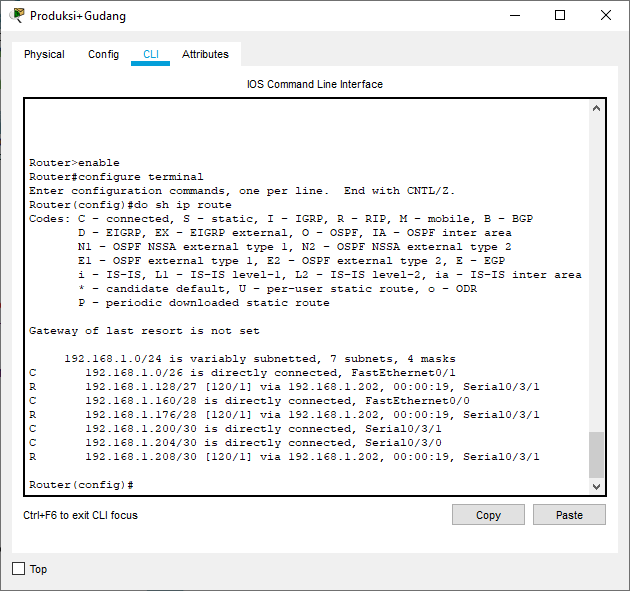 Produksi+Gudang
Physical Config CLI Attributes
IOS Command Line Interface
Router>enable
Router#configure terminal
Enter configuration commands, one per line.  End with CNTL/Z.
Router(config)#do sh ip route
Codes: C - connected, S - static, I - IGRP, R - RIP, M - mobile, B - BGP
       D - EIGRP, EX - EIGRP external, O - OSPF, IA - OSPF inter area
       N1 - OSPF NSSA external type 1, N2 - OSPF NSSA external type 2
       E1 - OSPF external type 1, E2 - OSPF external type 2, E - EGP
       i - IS-IS, L1 - IS-IS level-1, L2 - IS-IS level-2, ia - IS-IS inter area
       * - candidate default, U - per-user static route, o - ODR
       P - periodic downloaded static route
Gateway of last resort is not set
     192.168.1.0/24 is variably subnetted, 7 subnets, 4 masks
C       192.168.1.0/26 is directly connected, FastEthernet0/1
R       192.168.1.128/27 [120/1] via 192.168.1.202, 00:00:19, Serial0/3/1
C       192.168.1.160/28 is directly connected, FastEthernet0/0
R       192.168.1.176/28 [120/1] via 192.168.1.202, 00:00:19, Serial0/3/1
C       192.168.1.200/30 is directly connected, Serial0/3/1
C       192.168.1.204/30 is directly connected, Serial0/3/0
R       192.168.1.208/30 [120/1] via 192.168.1.202, 00:00:19, Serial0/3/1
Router(config)#
Ctrl+F6 to exit CLI focus Copy Paste
Top